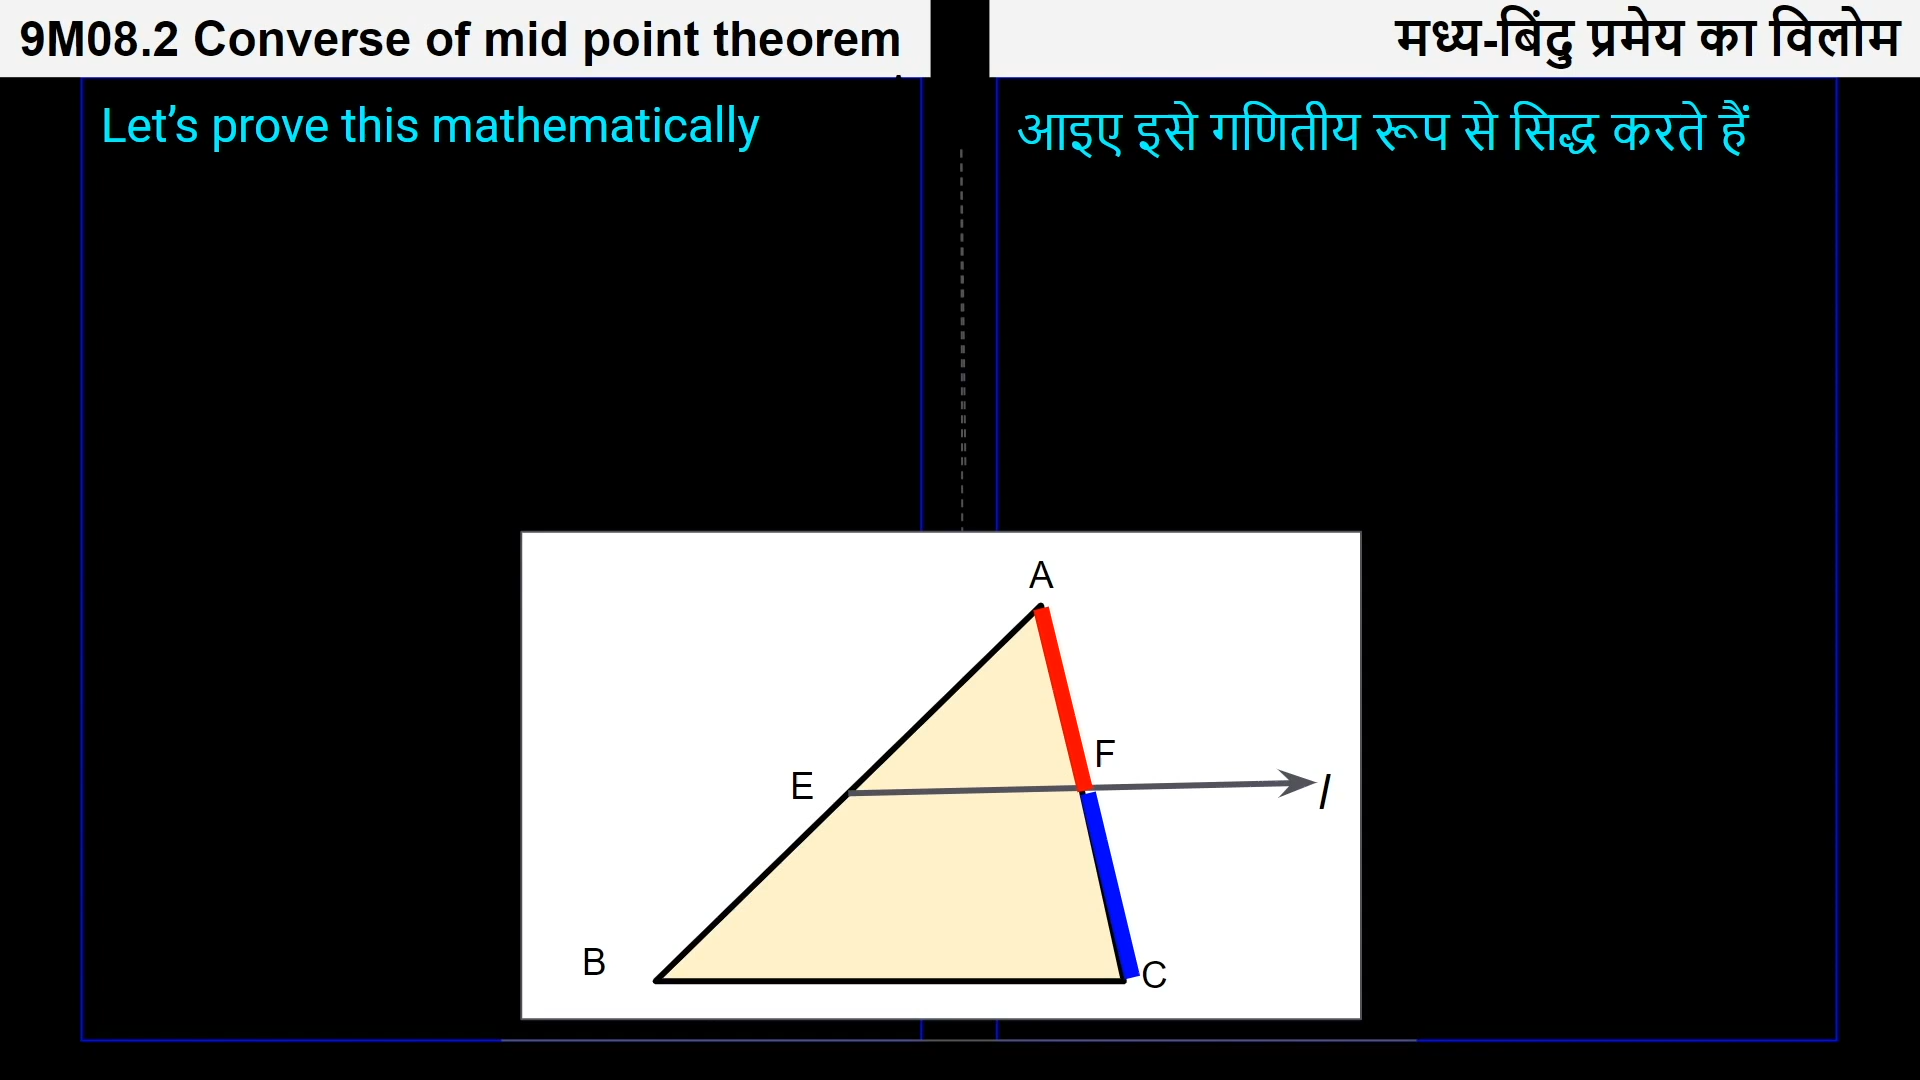 9M08.2 Converse of mid point theorem
मध्य-बिंदु प्रमेय का विलोम
Let’s prove this mathematically
आइए इसे गणितीय रूप से सिद्ध करते हैं
A
F
E
l
B
C